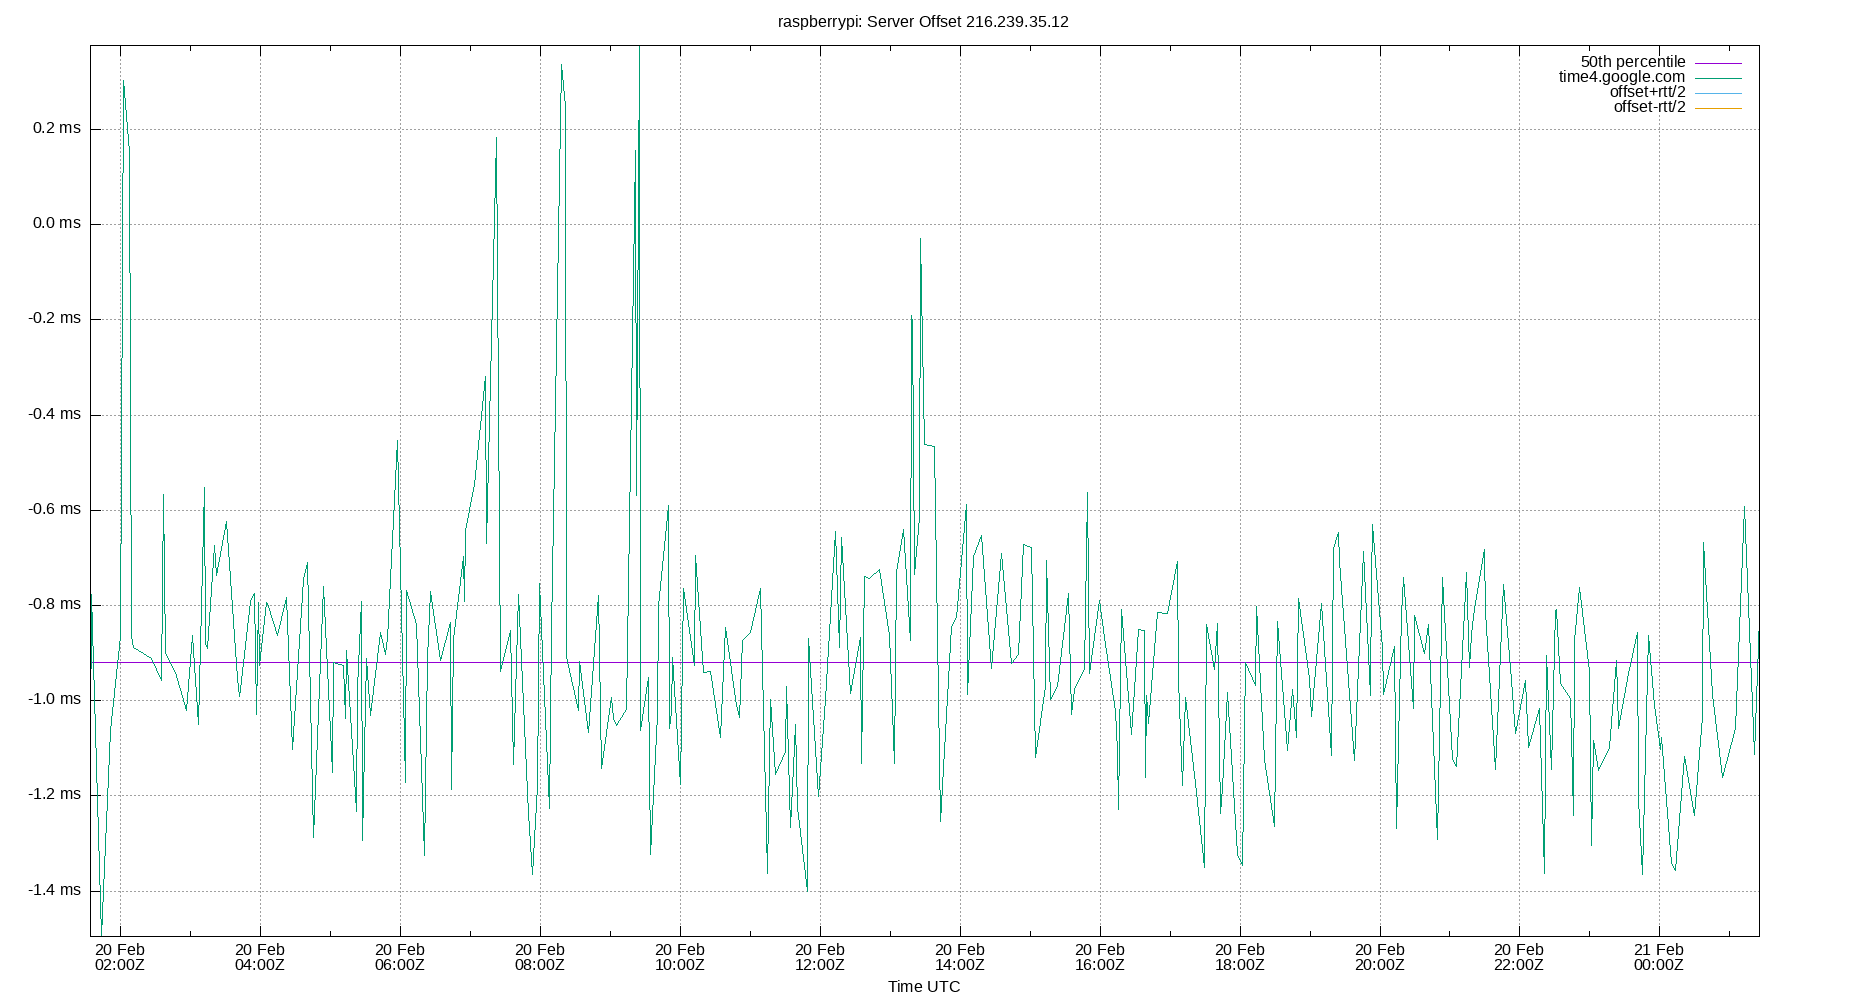 raspberrypi: Server Offset 216.239.35.12
50th percentile
time4.google.com
offset+rtt/2
offset-rtt/2
0.2 ms
0.0 ms
-0.2 ms
-0.4 ms
-0.6 ms
-0.8 ms
-1.0 ms
-1.2 ms
-1.4 ms
20 Feb 20 Feb 20 Feb 20 Feb 20 Feb 20 Feb 20 Feb 20 Feb 20 Feb 20 Feb 20 Feb 21 Feb
02:00Z 04:00Z 06:00Z 08:00Z 10:00Z 12:00Z 14:00Z 16:00Z 18:00Z 20:00Z 22:00Z 00:00Z
Time UTC